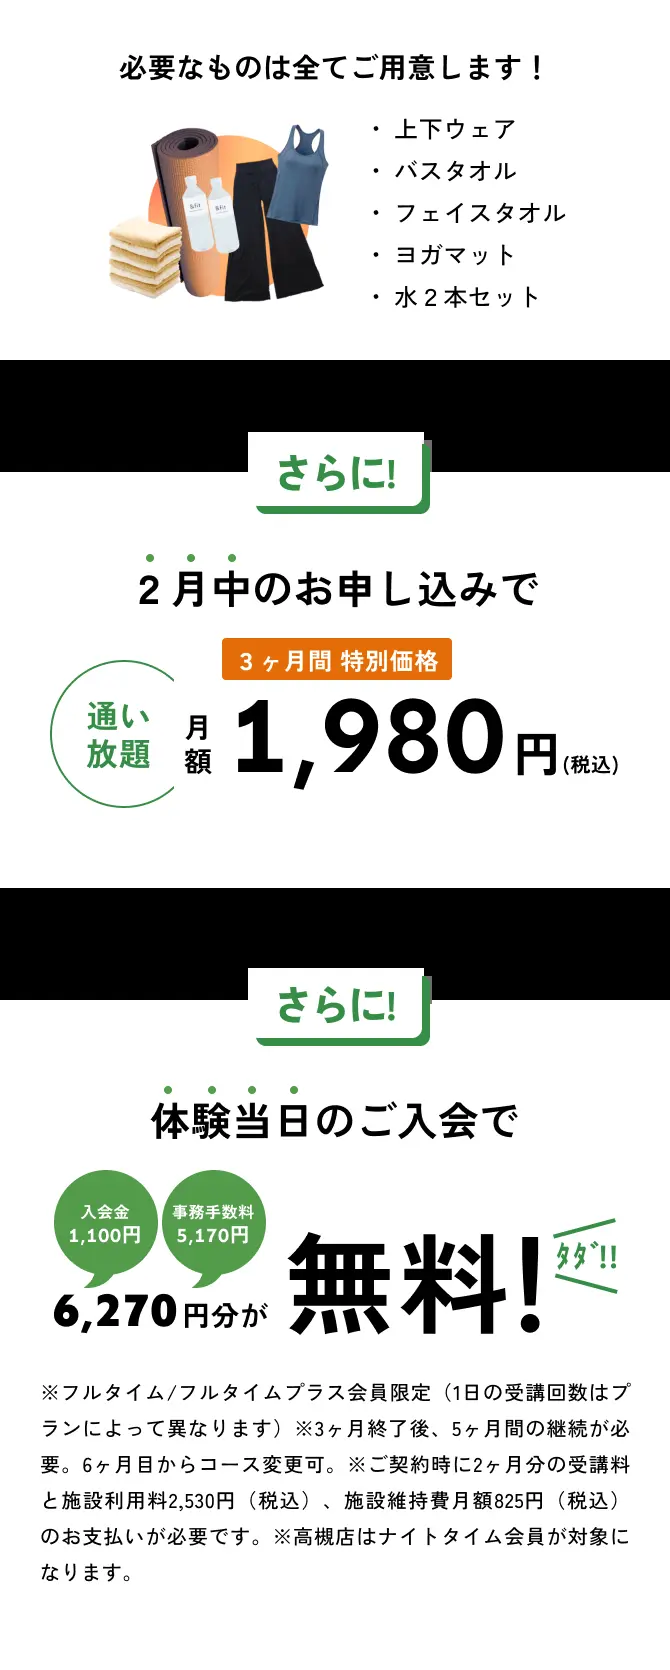 必要なものは全てご用意します！
・ 上下ウェア
・ バスタオル
・ フェイスタオル
・ ヨガマット
・ 水２本セット
さらに!
２月中のお申し込みで
３ヶ月間 特別価格
通い
放題
月額 1,980円(税込)
さらに!
体験当日のご入会で
入会金
1,100円
事務手数料
5,170円
6,270円分が 無料!
ﾀﾀﾞ!!
※フルタイム/フルタイムプラス会員限定（1日の受講回数はプ
ランによって異なります）※3ヶ月終了後、5ヶ月間の継続が必
要。6ヶ月目からコース変更可。※ご契約時に2ヶ月分の受講料
と施設利用料2,530円（税込）、施設維持費月額825円（税込）
のお支払いが必要です。※高槻店はナイトタイム会員が対象に
なります。